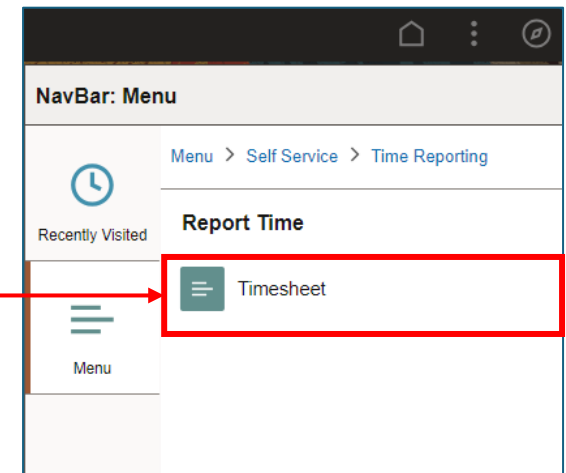 NavBar: Menu
Menu > Self Service > Time Reporting
Recently Visited
Report Time
Timesheet
Menu